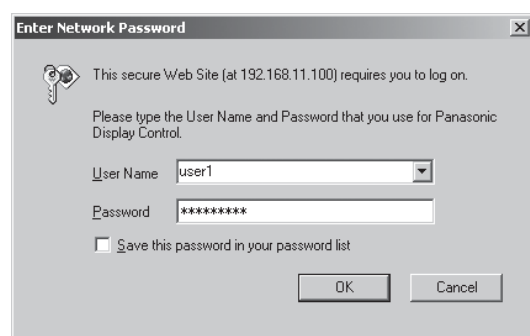 Enter Network Password
This secure Web Site (at 192.168.11.100) requires you to log on.
Please type the User Name and Password that you use for Panasonic
Display Control.
User Name user1
Password *********
Save this password in your password list
OK Cancel